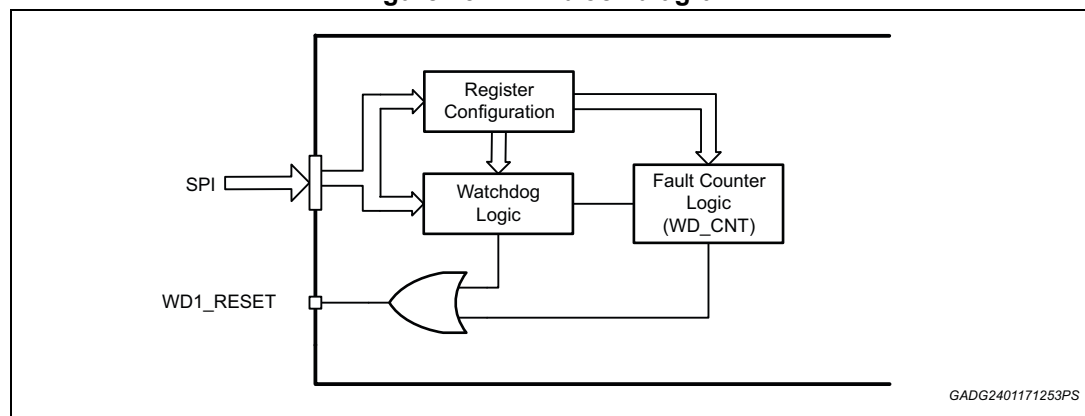 Register
Configuration
SPI
Watchdog
Logic
Fault Counter
Logic
(WD_CNT)
WD1_RESET
GADG2401171253PS